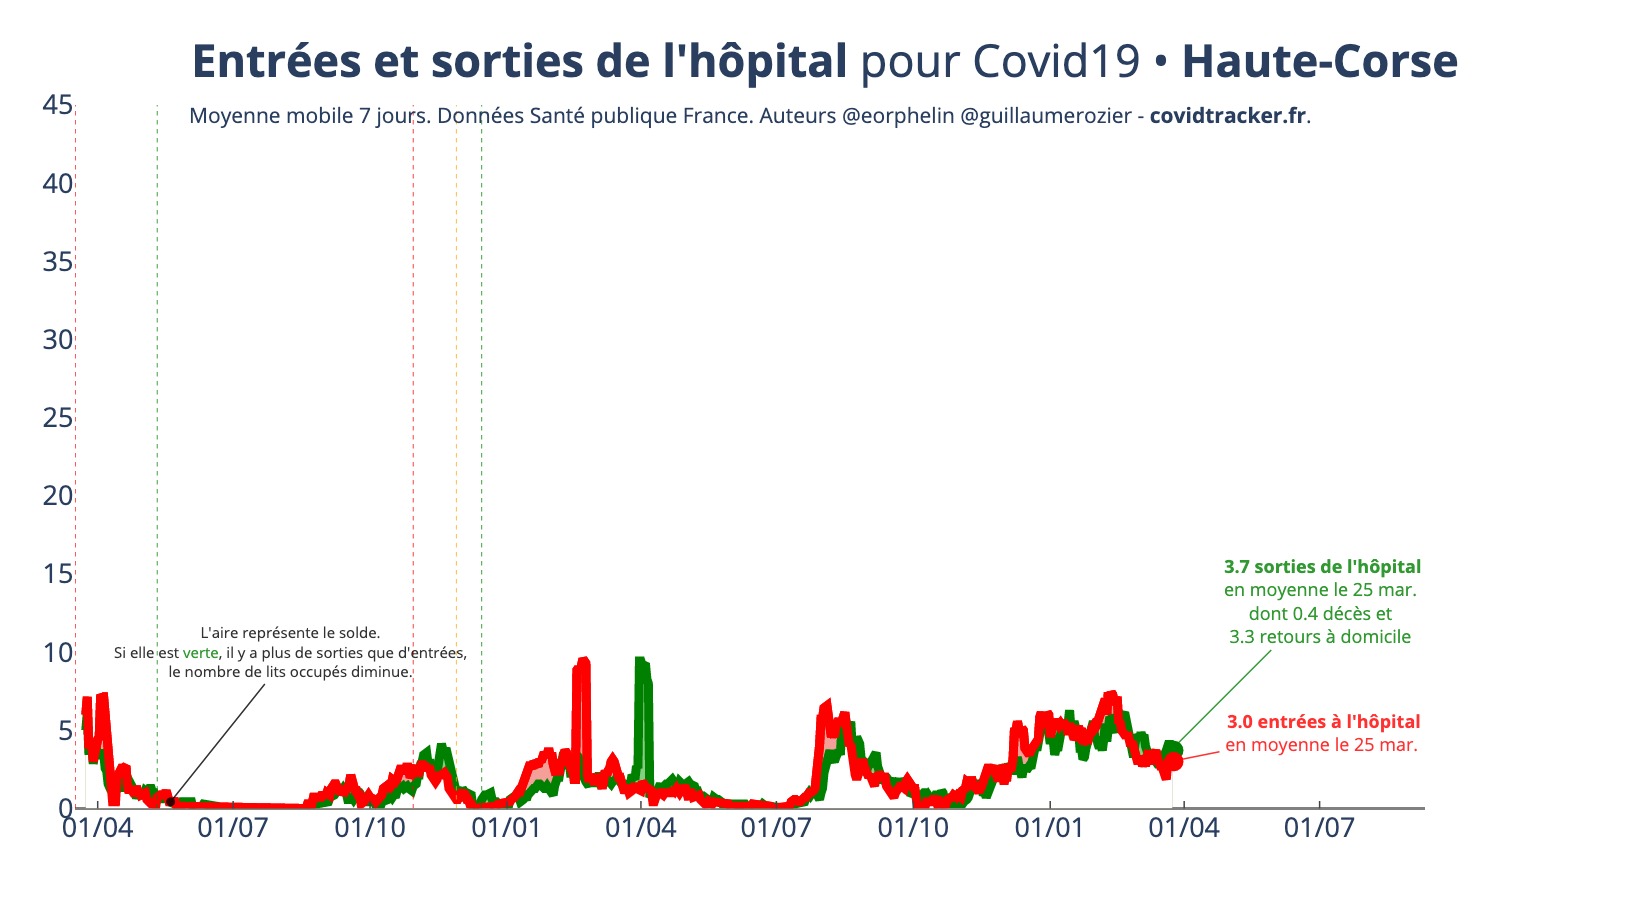 Entrées et sorties de l'hôpital pour Covid19 • Haute-Corse
Moyenne mobile 7 jours. Données Santé publique France. Auteurs @eorphelin @guillaumerozier - covidtracker.fr.
45
40
35
30
25
20
15
10
5
0
3.7 sorties de l'hôpital
en moyenne le 25 mar.
dont 0.4 décès et
3.3 retours à domicile
L'aire représente le solde.
Si elle est verte, il y a plus de sorties que d'entrées,
le nombre de lits occupés diminue.
3.0 entrées à l'hôpital
en moyenne le 25 mar.
01/04 01/07 01/10 01/01 01/04 01/07 01/10 01/01 01/04 01/07